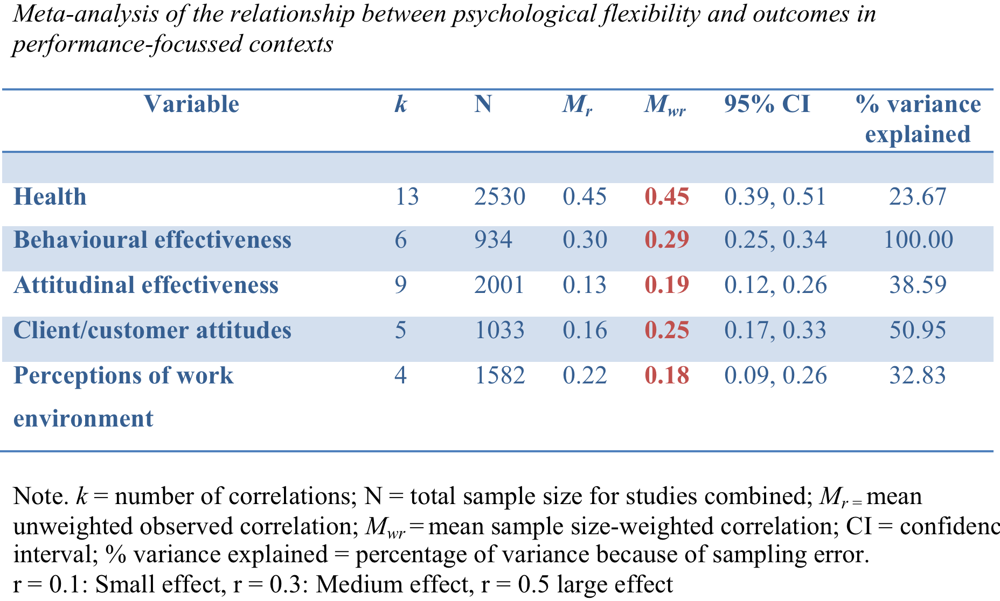 Meta-analysis of the relationship between psychological flexibility and outcomes in
performance-focussed contexts
Variable k N Mr Mwr 95% CI % variance
explained
Health 13 2530 0.45 0.45 0.39, 0.51 23.67
Behavioural effectiveness 6 934 0.30 0.29 0.25, 0.34 100.00
Attitudinal effectiveness 9 2001 0.13 0.19 0.12, 0.26 38.59
Client/customer attitudes 5 1033 0.16 0.25 0.17, 0.33 50.95
Perceptions of work 4 1582 0.22 0.18 0.09, 0.26 32.83
environment
Note. k = number of correlations; N = total sample size for studies combined; Mr = mean
unweighted observed correlation; Mwr = mean sample size-weighted correlation; CI = confidenc
interval; % variance explained = percentage of variance because of sampling error.
r = 0.1: Small effect, r = 0.3: Medium effect, r = 0.5 large effect